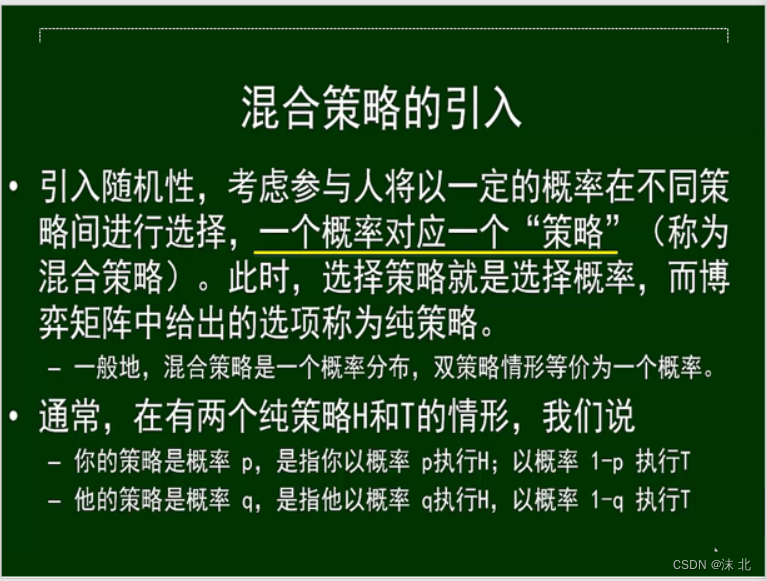 混合策略的引入
• 引入随机性，考虑参与人将以一定的概率在不同策
略间进行选择，一个概率对应一个“策略”（称为
混合策略）。此时，选择策略就是选择概率，而博
弈矩阵中给出的选项称为纯策略。
– 一般地，混合策略是一个概率分布，双策略情形等价为一个概率。
• 通常，在有两个纯策略H和T的情形，我们说
– 你的策略是概率 p，是指你以概率 p执行H；以概率 1-p 执行T
– 他的策略是概率 q，是指他以概率 q执行H，以概率 1-q 执行T
CSDN @沫 北